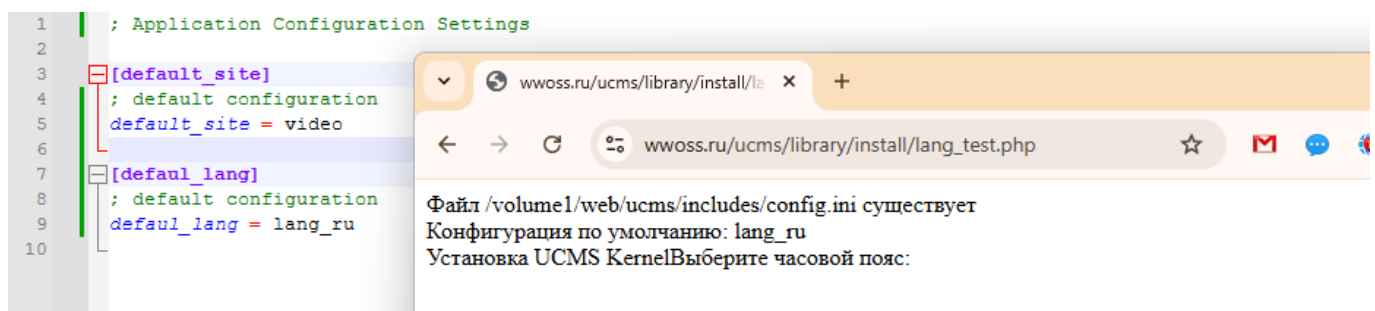 1 ; Application Configuration Settings
2
3 [default_site]
4 ; default configuration
5 default_site = video
6
7 [defaul_lang]
8 ; default configuration
9 defaul_lang = lang_ru
10
wwoss.ru/ucms/library/install/la
wwoss.ru/ucms/library/install/lang_test.php
Файл /volume1/web/ucms/includes/config.ini существует
Конфигурация по умолчанию: lang_ru
Установка UCMS KernelВыберите часовой пояс: